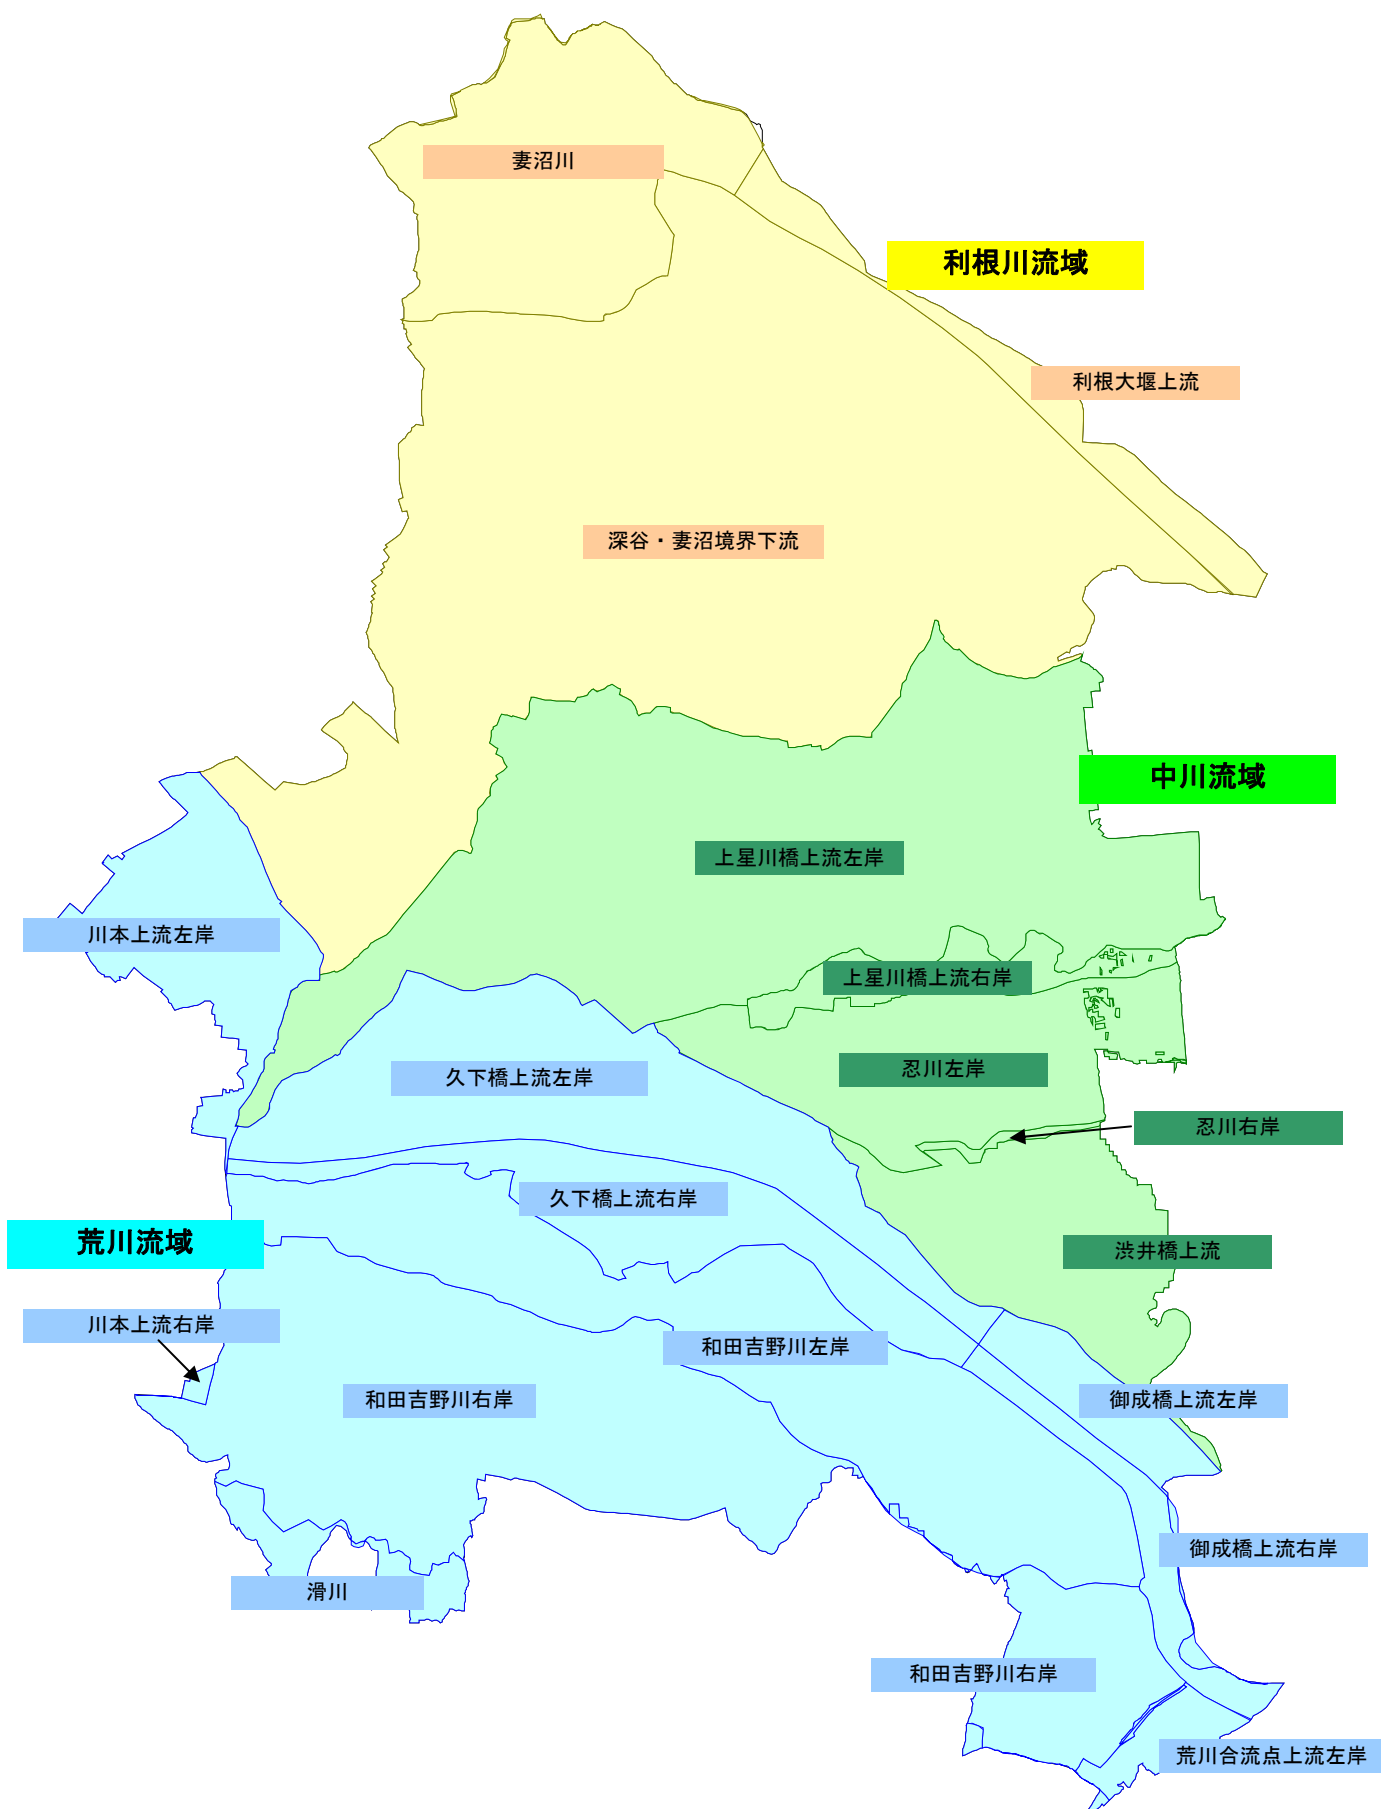 妻沼川
利根川流域
利根大堰上流
深谷・妻沼境界下流
中川流域
上星川橋上流左岸
川本上流左岸
上星川橋上流右岸
忍川左岸
久下橋上流左岸
忍川右岸
久下橋上流右岸
荒川流域
渋井橋上流
川本上流右岸
和田吉野川左岸
和田吉野川右岸
御成橋上流左岸
御成橋上流右岸
滑川
和田吉野川右岸
荒川合流点上流左岸